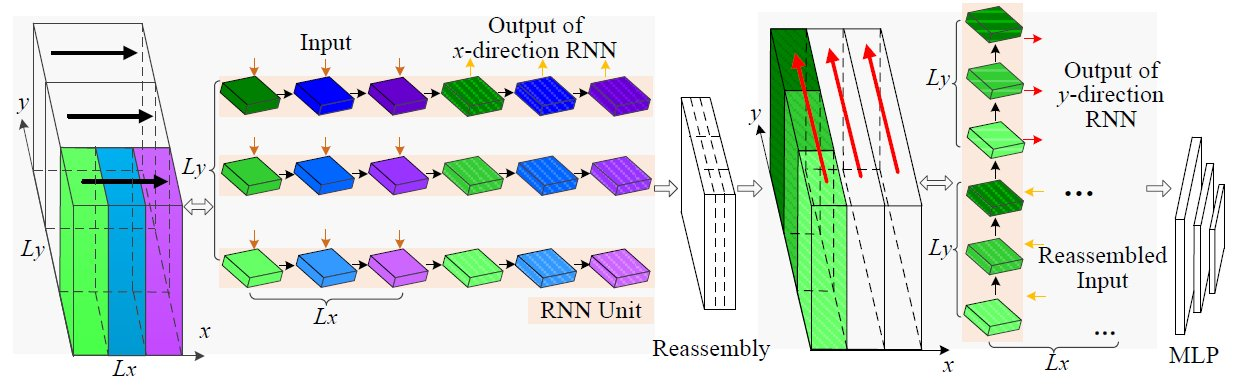 y
Ly
x
Lx
Input
Output of
x-direction RNN
Ly
Lx
RNN Unit
Reassembly
y
x
Ly
Ly
Output of
y-direction
RNN
...
Reassembled
Input
...
Lx
MLP